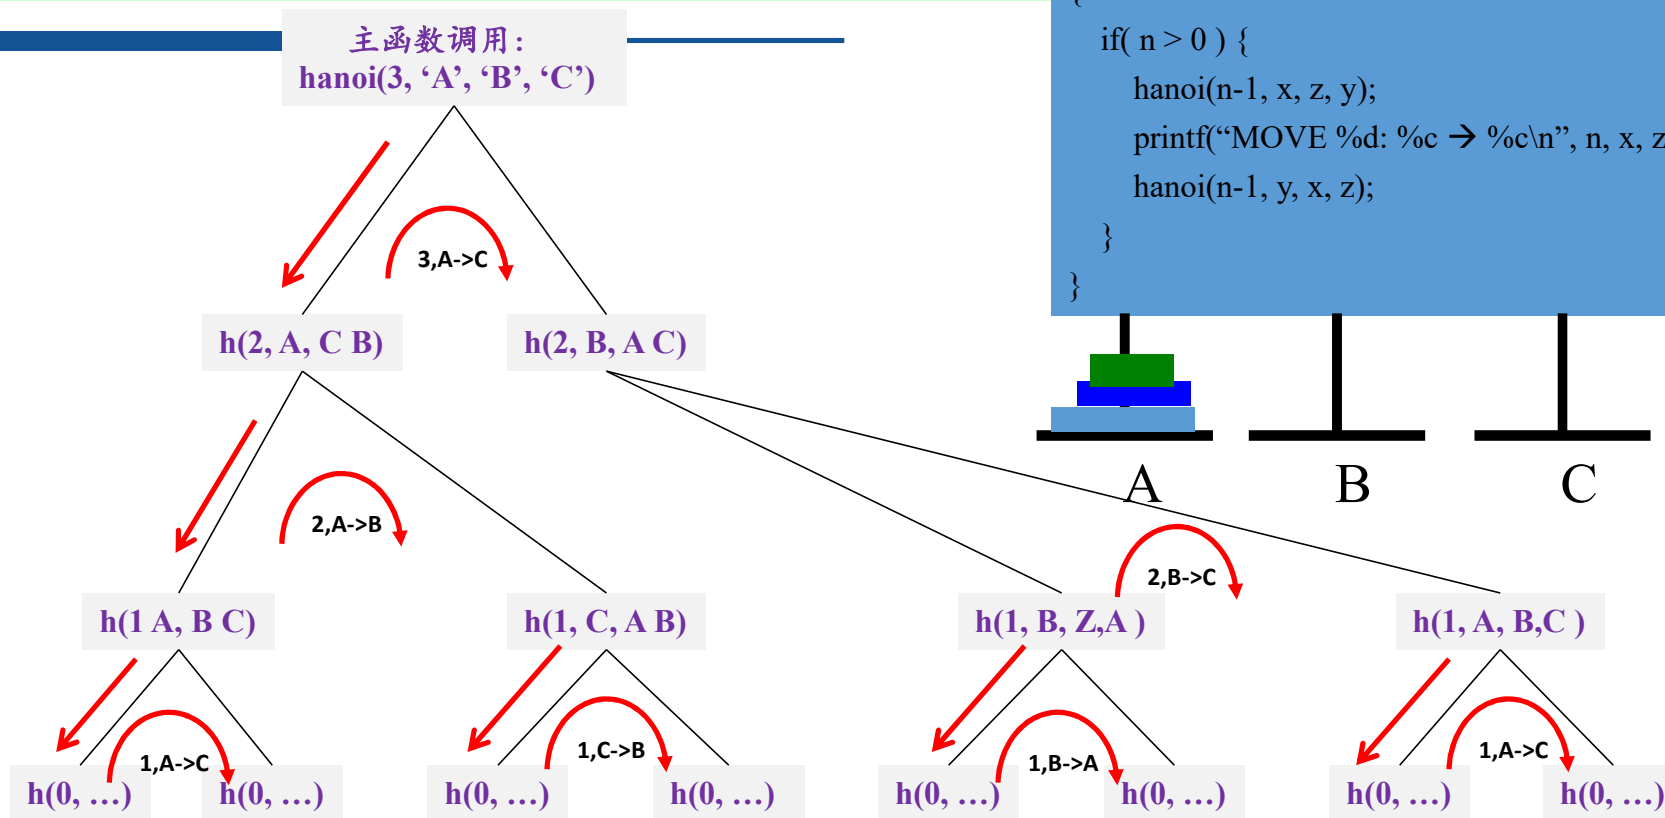 主函数调用：
hanoi(3, ‘A’, ‘B’, ‘C’)
{
if( n > 0 ) {
hanoi(n-1, x, z, y);
printf(“MOVE %d: %c → %c\n”, n, x, z
hanoi(n-1, y, x, z);
}
}
3,A->C
h(2, A, C B)
h(2, B, A C)
A
B
C
2,A->B
2,B->C
h(1 A, B C)
h(1, C, A B)
h(1, B, Z,A )
h(1, A, B,C )
1,A->C
1,C->B
1,B->A
1,A->C
h(0, …)
h(0, …)
h(0, …)
h(0, …)
h(0, …)
h(0, …)
h(0, …)
h(0, …)